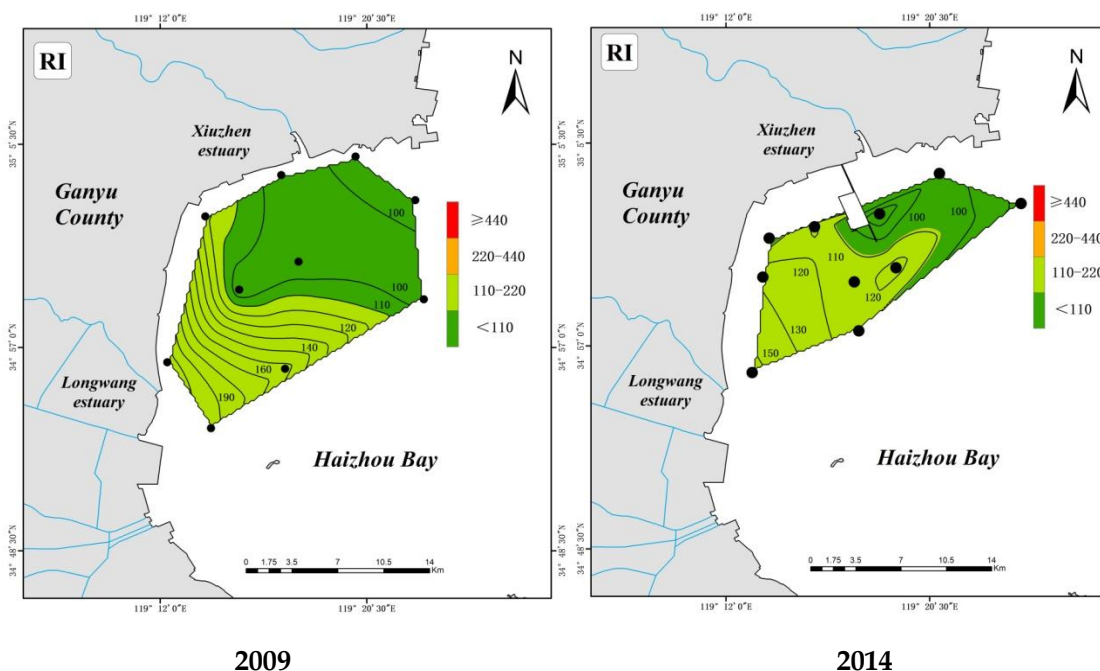 119° 12′ 0″E
119° 20′ 30″E
RI
N
35° 5′ 30″N
Xiuzhen
estuary
Ganyu
County
≥440
220-440
110-220
<110
100
100
110
120
140
160
190
34° 57′ 0″N
Longwang
estuary
Haizhou Bay
34° 48′ 30″N
0 1.75 3.5 7 10.5 14
Km
119° 12′ 0″E
119° 20′ 30″E
2009
119° 12′ 0″E
119° 20′ 30″E
RI
N
35° 5′ 30″N
Xiuzhen
estuary
Ganyu
County
≥440
220-440
110-220
<110
100
100
110
120
120
130
150
34° 57′ 0″N
Longwang
estuary
Haizhou Bay
34° 48′ 30″N
0 1.75 3.5 7 10.5 14
Km
119° 12′ 0″E
119° 20′ 30″E
2014